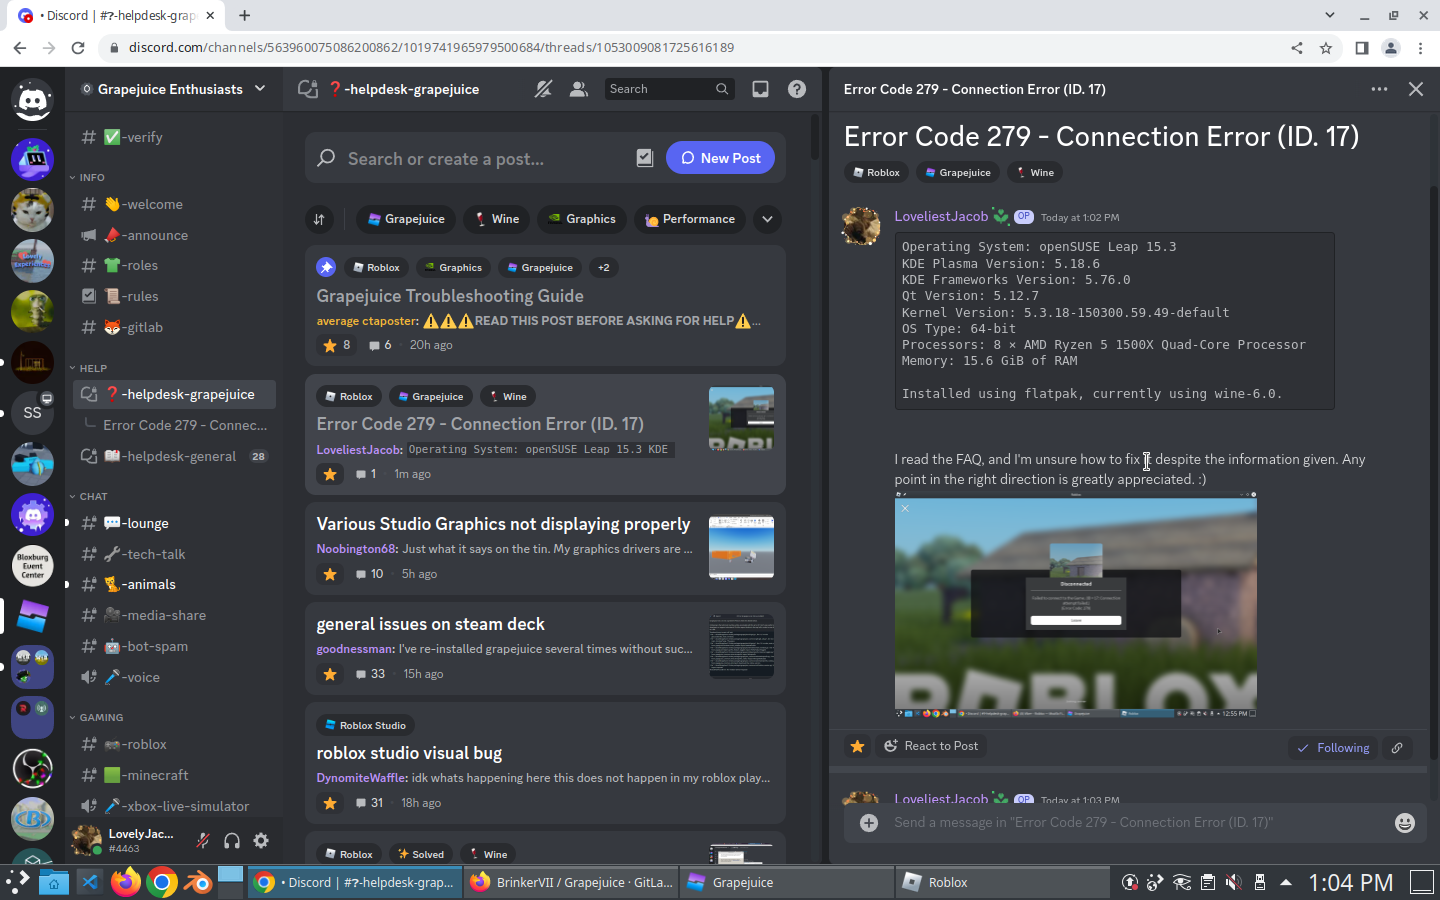 • Discord | #?-helpdesk-grap
discord.com/channels/563960075086200862/1019741965979500684/threads/1053009081725616189
Grapejuice Enthusiasts
✅-verify
INFO
👋-welcome
📣-announce
👕-roles
📜-rules
🦊-gitlab
HELP
❓-helpdesk-grapejuice
Error Code 279 - Connec...
📖-helpdesk-general
28
CHAT
💬-lounge
🔧-tech-talk
🐈-animals
🎥-media-share
🤖-bot-spam
🎤-voice
GAMING
🎮-roblox
🟩-minecraft
🎤-xbox-live-simulator
LovelyJac...
#4463
SS
Bloxburg
Event
Center
❓-helpdesk-grapejuice
Search
Search or create a post...
New Post
Grapejuice
Wine
Graphics
Performance
Roblox
Graphics
Grapejuice
+2
Grapejuice Troubleshooting Guide
average ctaposter: ⚠️⚠️⚠️READ THIS POST BEFORE ASKING FOR HELP⚠️...
8 6 · 20h ago
Roblox
Grapejuice
Wine
Error Code 279 - Connection Error (ID. 17)
LoveliestJacob: Operating System: openSUSE Leap 15.3 KDE
1 · 1m ago
Various Studio Graphics not displaying properly
Noobington68: Just what it says on the tin. My graphics drivers are ...
10 · 5h ago
general issues on steam deck
goodnessman: I've re-installed grapejuice several times without suc...
33 · 15h ago
Roblox Studio
roblox studio visual bug
DynomiteWaffle: idk whats happening here this does not happen in my roblox play...
31 · 18h ago
Roblox
✨Solved
Wine
Error Code 279 - Connection Error (ID. 17)
Error Code 279 - Connection Error (ID. 17)
Roblox
Grapejuice
Wine
LoveliestJacob OP Today at 1:02 PM
Operating System: openSUSE Leap 15.3
KDE Plasma Version: 5.18.6
KDE Frameworks Version: 5.76.0
Qt Version: 5.12.7
Kernel Version: 5.3.18-150300.59.49-default
OS Type: 64-bit
Processors: 8 × AMD Ryzen 5 1500X Quad-Core Processor
Memory: 15.6 GiB of RAM
Installed using flatpak, currently using wine-6.0.
I read the FAQ, and I'm unsure how to fix it despite the information given. Any
point in the right direction is greatly appreciated. :)
Disconnected
ROBLOX
12:55 PM
React to Post
Following
LoveliestJacob OP Today at 1:03 PM
Send a message in "Error Code 279 - Connection Error (ID. 17)"
• Discord | #?-helpdesk-grap...
BrinkerVII / Grapejuice · GitLa...
Grapejuice
Roblox
1:04 PM